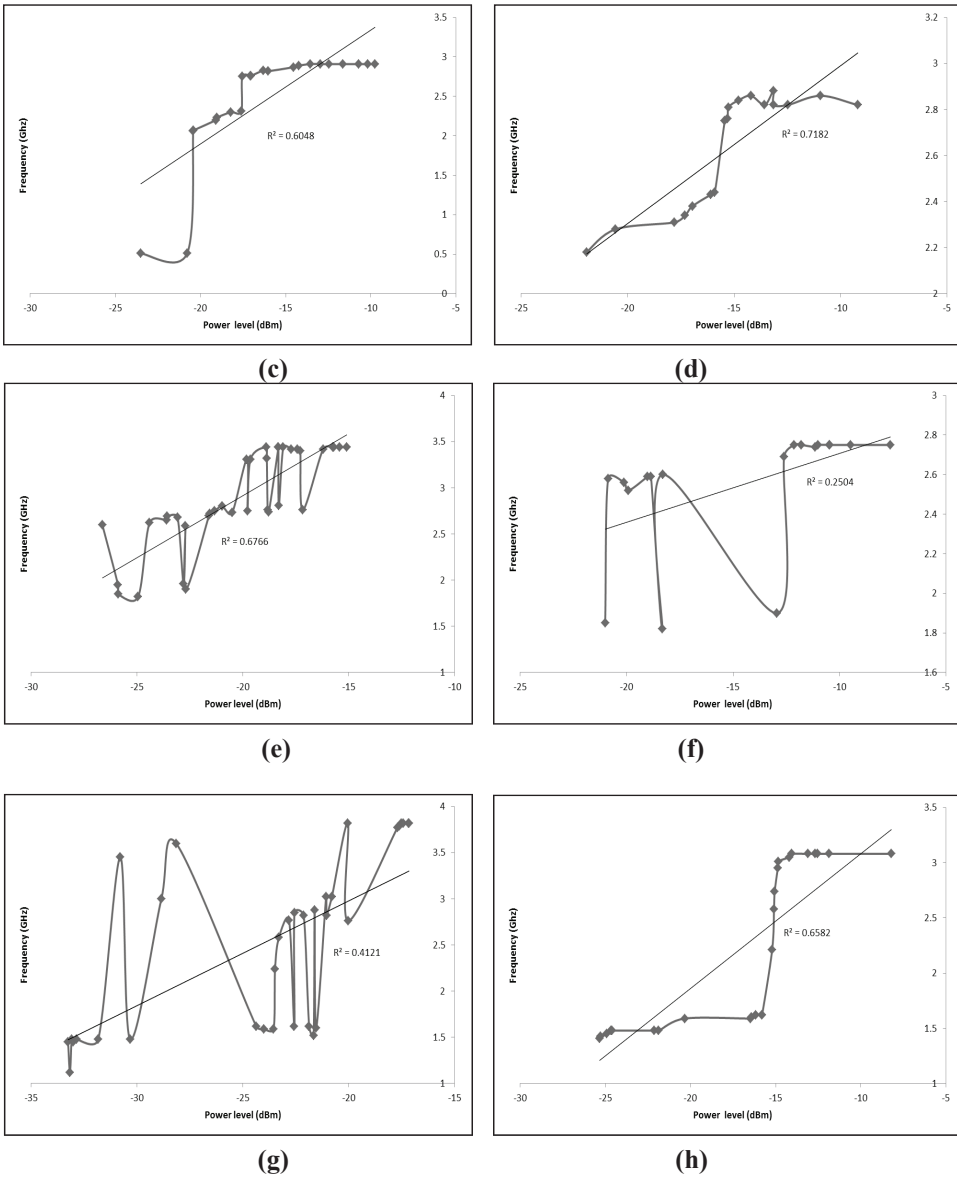 3.5
3
2.5
2
1.5
1
0.5
0
-30 -25 -20 -15 -10 -5
Frequency (Ghz)
Power level (dBm)
R² = 0.6048
(c)
3.2
3
2.8
2.6
2.4
2.2
2
-25 -20 -15 -10 -5
Frequency (GHz)
Power level (dBm)
R² = 0.7182
(d)
4
3.5
3
2.5
2
1.5
1
-30 -25 -20 -15 -10
Frequency (GHz)
Power level (dBm)
R² = 0.6766
(e)
3
2.8
2.6
2.4
2.2
2
1.8
1.6
-25 -20 -15 -10 -5
Frequency (GHz)
Power level (dBm)
R² = 0.2504
(f)
4
3.5
3
2.5
2
1.5
1
-35 -30 -25 -20 -15
Frequency (GHz)
Power level (dBm)
R² = 0.4121
(g)
3.5
3
2.5
2
1.5
1
-30 -25 -20 -15 -10 -5
Frequency (GHz)
Power level (dBm)
R² = 0.6582
(h)